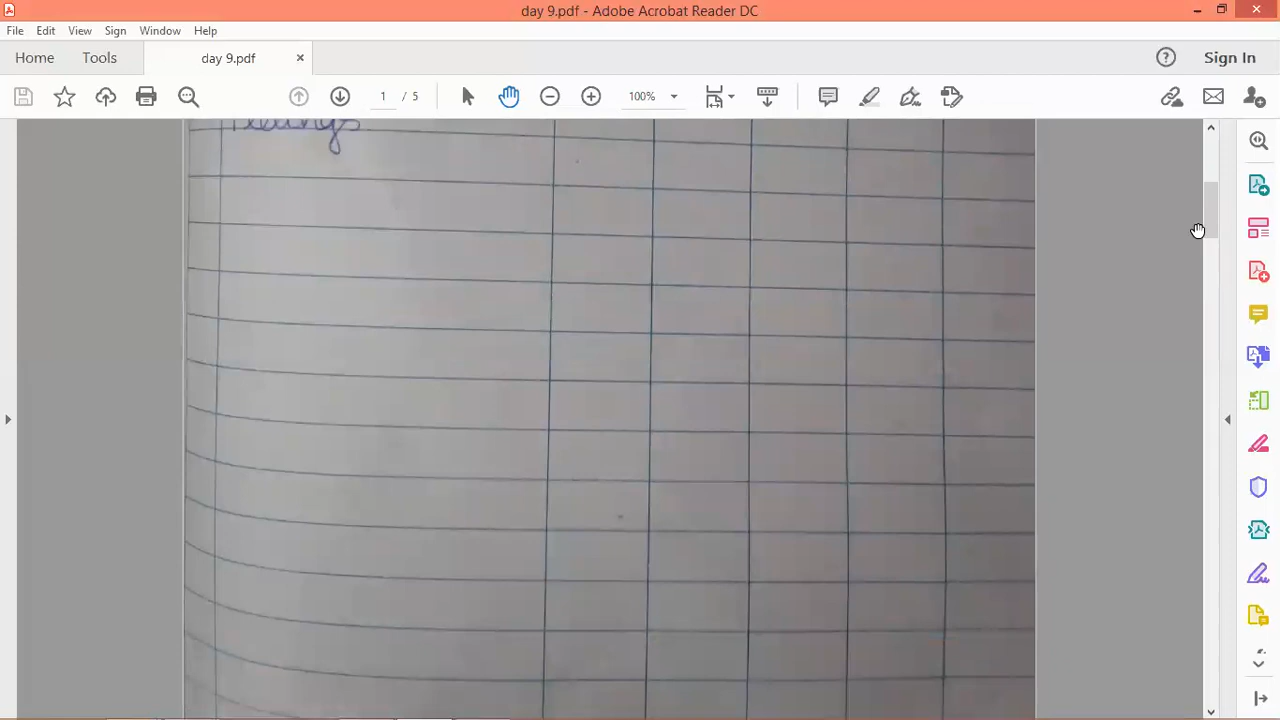 day 9.pdf - Adobe Acrobat Reader DC
File Edit View Sign Window Help
Home Tools day 9.pdf × Sign In
1 / 5 100%